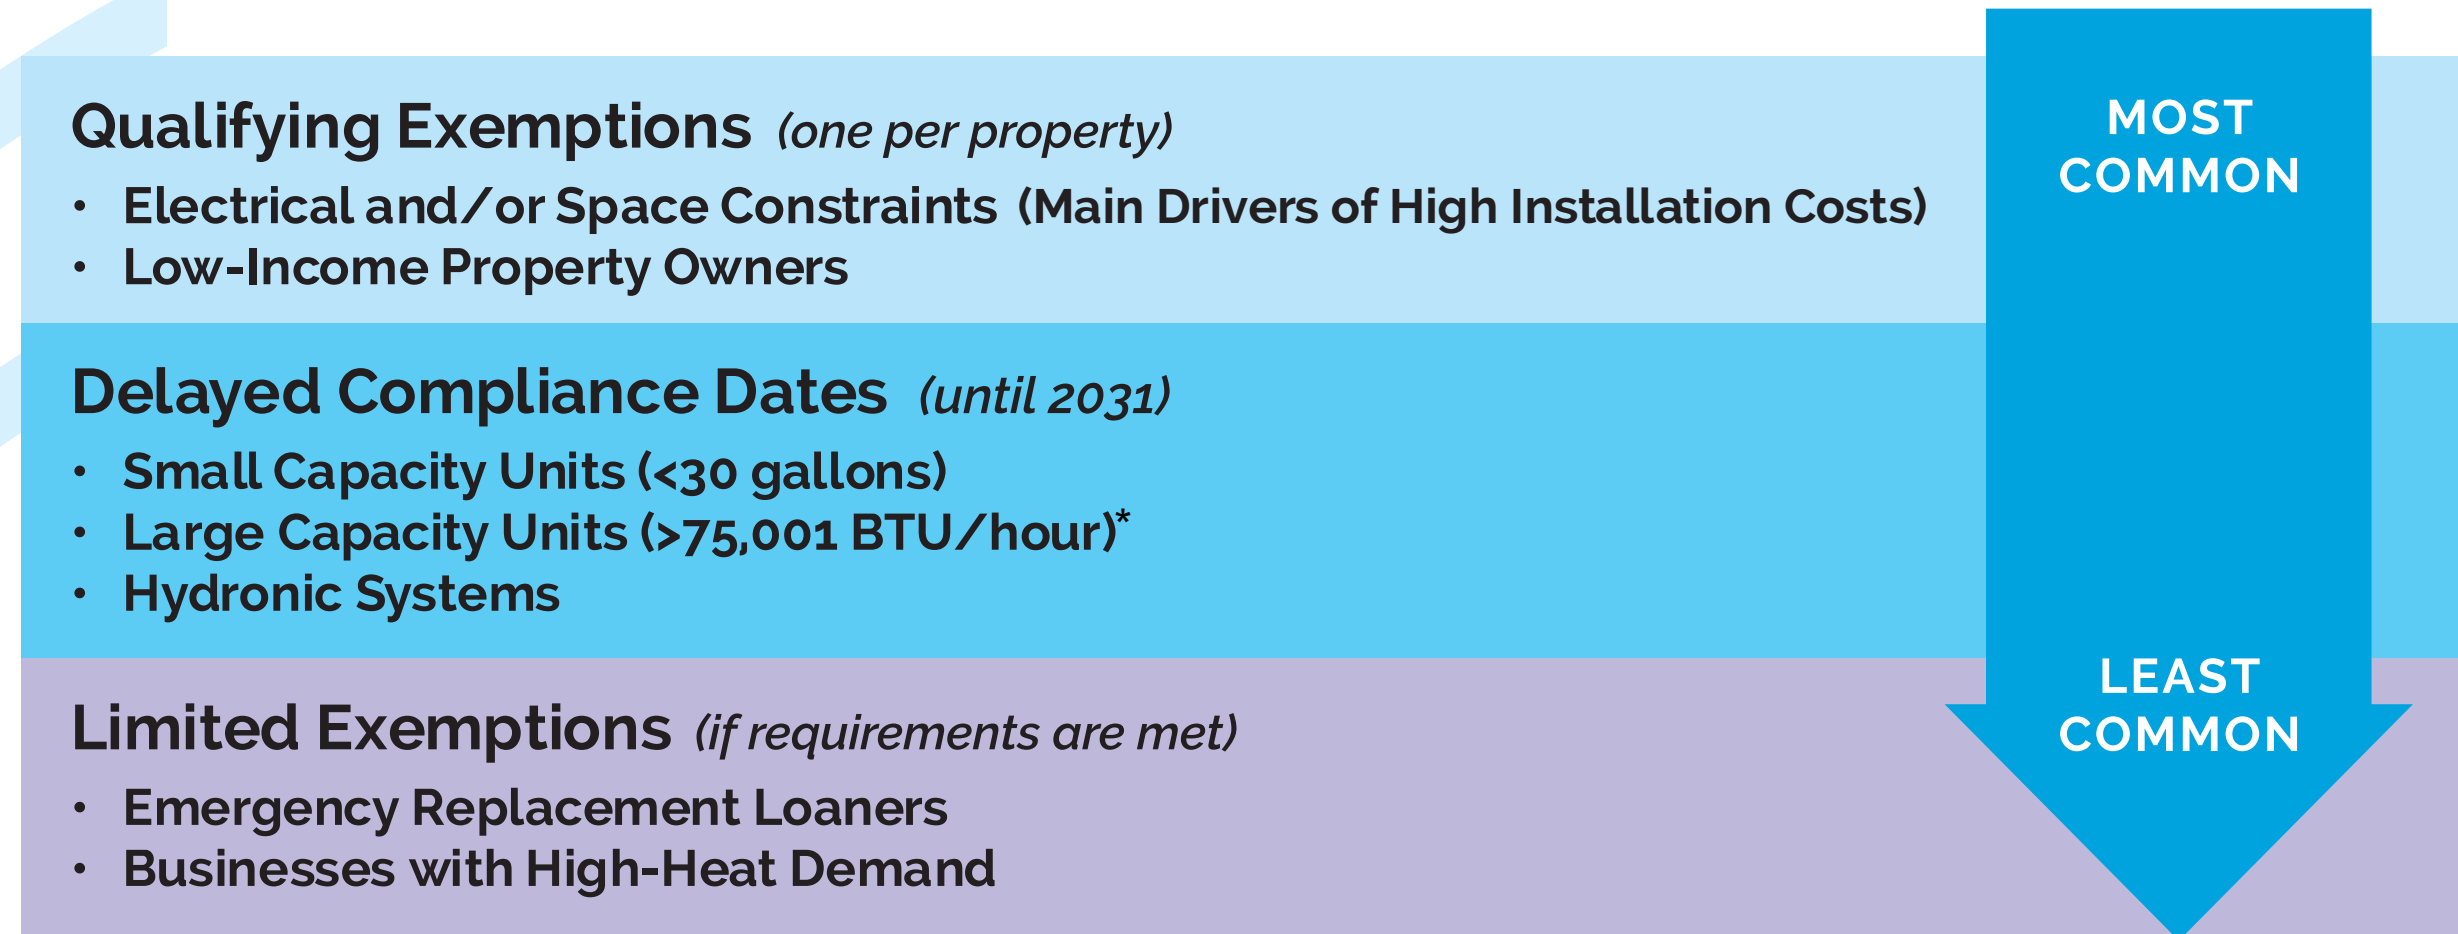 Qualifying Exemptions (one per property)
• Electrical and/or Space Constraints (Main Drivers of High Installation Costs)
• Low-Income Property Owners
Delayed Compliance Dates (until 2031)
• Small Capacity Units (<30 gallons)
• Large Capacity Units (>75,001 BTU/hour)*
• Hydronic Systems
Limited Exemptions (if requirements are met)
• Emergency Replacement Loaners
• Businesses with High-Heat Demand
MOST
COMMON
LEAST
COMMON